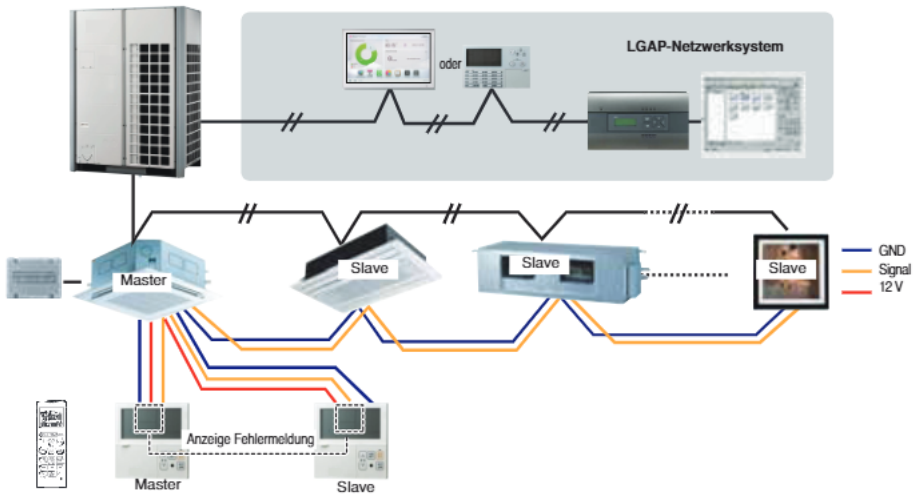 LGAP-Netzwerksystem
oder
Master
Slave
Slave
Slave
GND
Signal
12 V
Anzeige Fehlermeldung
Master
Slave